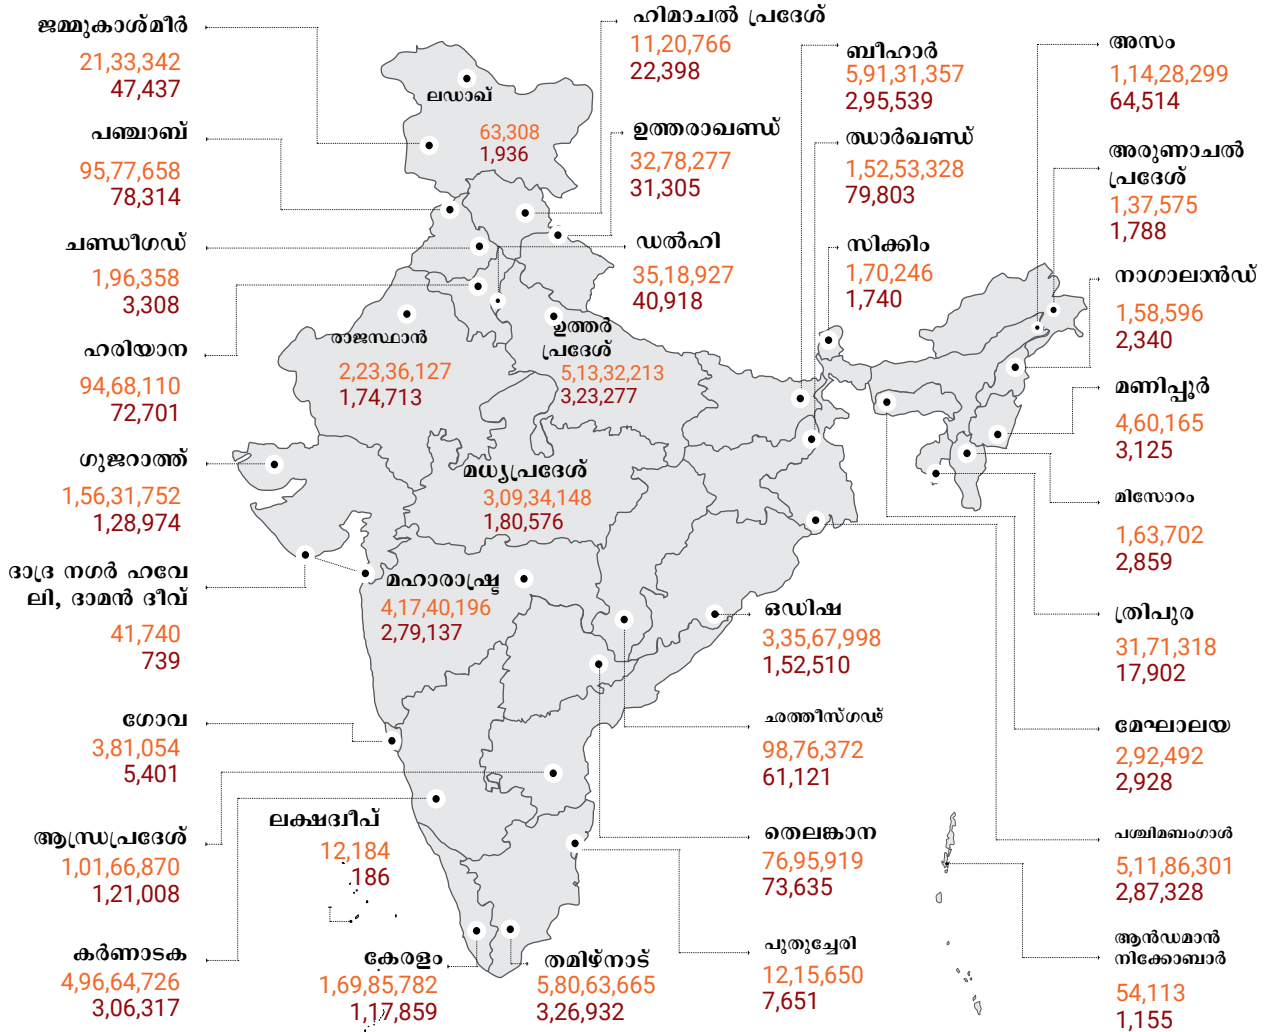 ജമ്മുകാശ്മീർ
21,33,342
47,437
പഞ്ചാബ്
95,77,658
78,314
ചണ്ഡീഗഡ്
1,96,358
3,308
ഹരിയാന
94,68,110
72,701
ഗുജറാത്ത്
1,56,31,752
1,28,974
ദാദ്ര നഗർ ഹവേ
ലി, ദാമൻ ദീവ്
41,740
739
ഗോവ
3,81,054
5,401
ആന്ധ്രപ്രദേശ്
1,01,66,870
1,21,008
കർണാടക
4,96,64,726
3,06,317
ലഡാഖ്
63,308
1,936
രാജസ്ഥാൻ
2,23,36,127
1,74,713
ഉത്തർ
പ്രദേശ്
5,13,32,213
3,23,277
മധ്യപ്രദേശ്
3,09,34,148
1,80,576
മഹാരാഷ്ട്ര
4,17,40,196
2,79,137
ലക്ഷദ്വീപ്
12,184
186
കേരളം
1,69,85,782
1,17,859
തമിഴ്നാട്
5,80,63,665
3,26,932
ഹിമാചൽ പ്രദേശ്
11,20,766
22,398
ഉത്തരാഖണ്ഡ്
32,78,277
31,305
ഡൽഹി
35,18,927
40,918
ബീഹാർ
5,91,31,357
2,95,539
ഝാർഖണ്ഡ്
1,52,53,328
79,803
സിക്കിം
1,70,246
1,740
ഒഡിഷ
3,35,67,998
1,52,510
ഛത്തീസ്ഗഢ്
98,76,372
61,121
തെലങ്കാന
76,95,919
73,635
പുതുച്ചേരി
12,15,650
7,651
അസം
1,14,28,299
64,514
അരുണാചൽ
പ്രദേശ്
1,37,575
1,788
നാഗാലാൻഡ്
1,58,596
2,340
മണിപ്പൂർ
4,60,165
3,125
മിസോറം
1,63,702
2,859
ത്രിപുര
31,71,318
17,902
മേഘാലയ
2,92,492
2,928
പശ്ചിമബംഗാൾ
5,11,86,301
2,87,328
ആൻഡമാൻ
നിക്കോബാർ
54,113
1,155